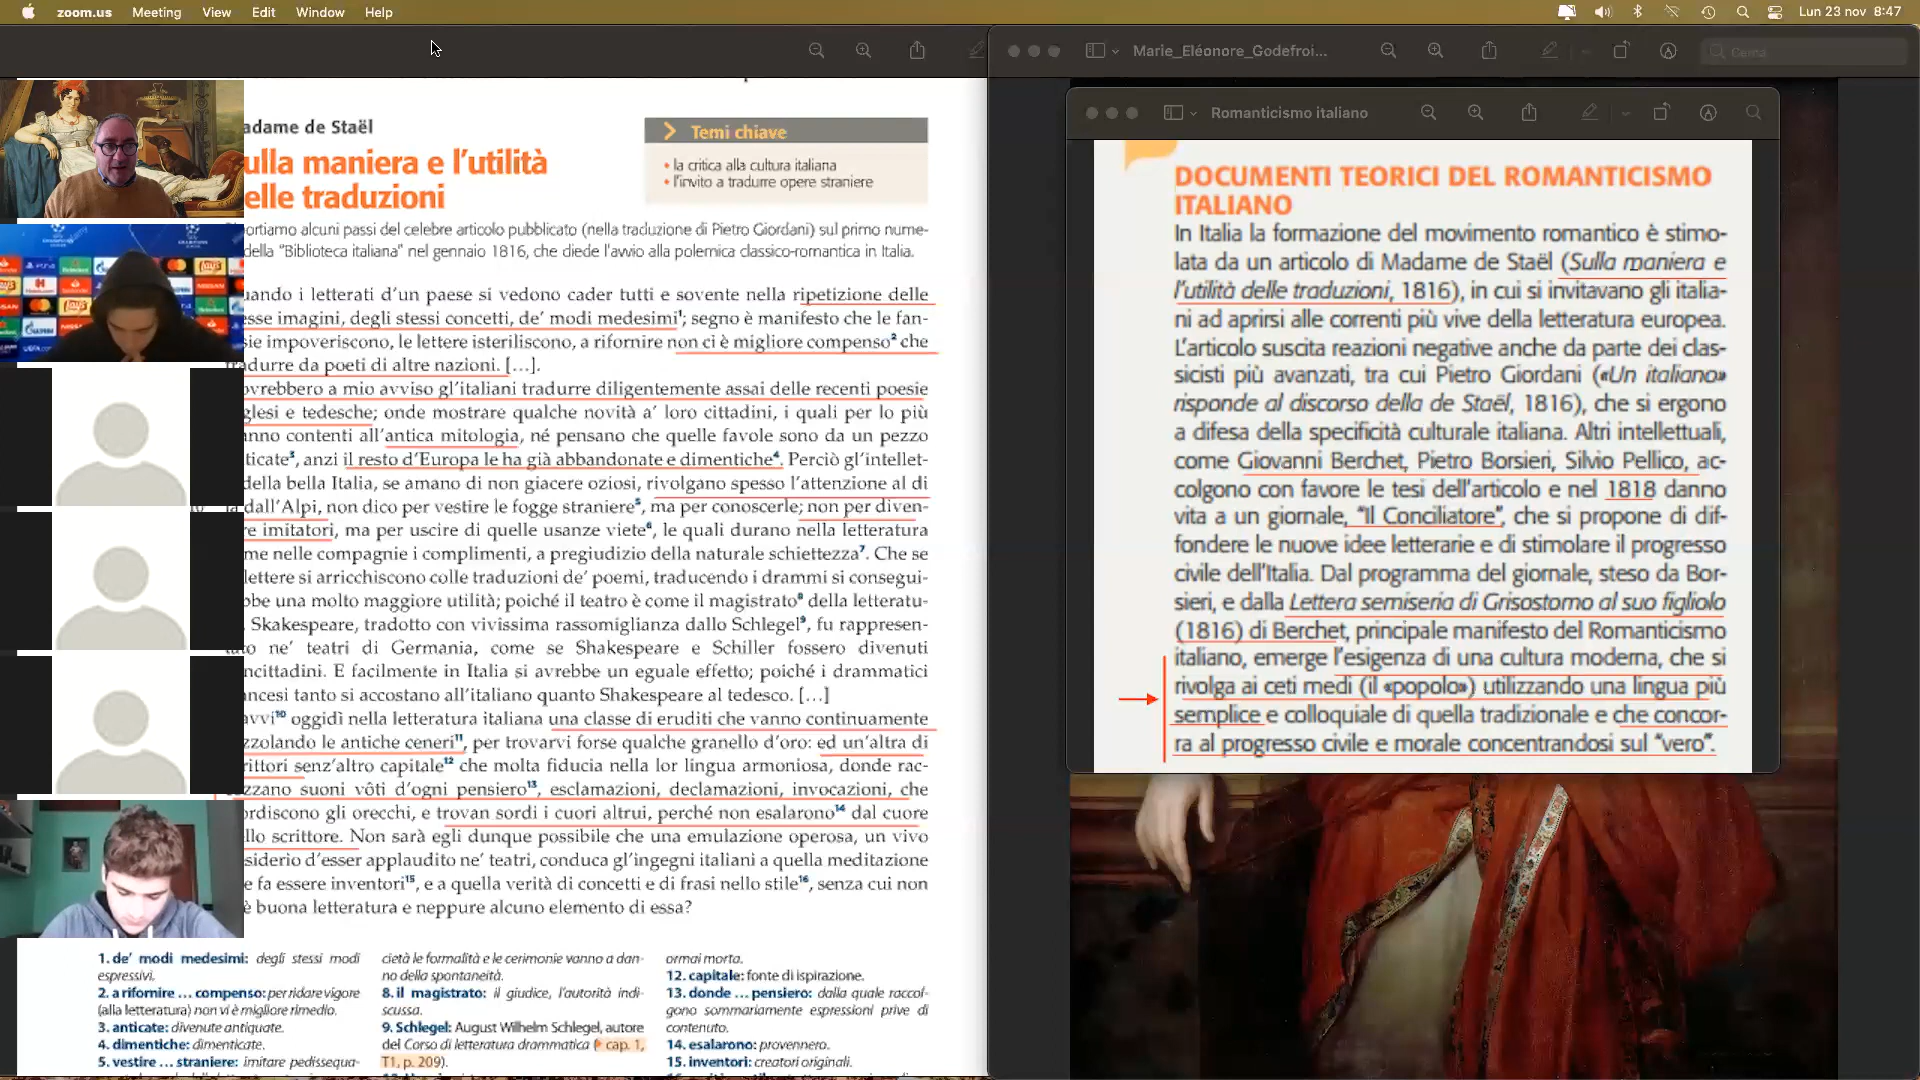 zoom.us Meeting View Edit Window Help
Lun 23 nov 8:47
Marie_Eléonore_Godefroi...
Cerca
Romanticismo italiano
adame de Staël
ulla maniera e l'utilità
elle traduzioni
Temi chiave
• la critica alla cultura italiana
• l'invito a tradurre opere straniere
ortiamo alcuni passi del celebre articolo pubblicato (nella traduzione di Pietro Giordani) sul primo nume-
della "Biblioteca italiana" nel gennaio 1816, che diede l'avvio alla polemica classico-romantica in Italia.
uando i letterati d'un paese si vedono cader tutti e sovente nella ripetizione delle
esse imagini, degli stessi concetti, de' modi medesimi¹; segno è manifesto che le fan-
sie impoveriscono, le lettere isteriliscono, a rifornire non ci è migliore compenso² che
tradurre da poeti di altre nazioni. […].
ovrebbero a mio avviso gl'italiani tradurre diligentemente assai delle recenti poesie
glesi e tedesche; onde mostrare qualche novità a' loro cittadini, i quali per lo più
anno contenti all'antica mitologia, né pensano che quelle favole sono da un pezzo
ticate³, anzi il resto d'Europa le ha già abbandonate e dimentiche⁴. Perciò gl'intellet-
della bella Italia, se amano di non giacere oziosi, rivolgano spesso l'attenzione al di
là dall'Alpi, non dico per vestire le fogge straniere⁵, ma per conoscerle; non per diven-
re imitatori, ma per uscire di quelle usanze viete⁶, le quali durano nella letteratura
me nelle compagnie i complimenti, a pregiudizio della naturale schiettezza⁷. Che se
lettere si arricchiscono colle traduzioni de' poemi, traducendo i drammi si consegui-
bbe una molto maggiore utilità; poiché il teatro è come il magistrato⁸ della letteratu-
. Skakespeare, tradotto con vivissima rassomiglianza dallo Schlegel⁹, fu rappresen-
tato ne' teatri di Germania, come se Shakespeare e Schiller fossero divenuti
ncittadini. E facilmente in Italia si avrebbe un eguale effetto; poiché i drammatici
ancesi tanto si accostano all'italiano quanto Shakespeare al tedesco. […]
avvi¹⁰ oggidì nella letteratura italiana una classe di eruditi che vanno continuamente
zzolando le antiche ceneri¹¹, per trovarvi forse qualche granello d'oro: ed un'altra di
rittori senz'altro capitale¹² che molta fiducia nella lor lingua armoniosa, donde rac-
zzano suoni vôti d'ogni pensiero¹³, esclamazioni, declamazioni, invocazioni, che
ordiscono gli orecchi, e trovan sordi i cuori altrui, perché non esalarono¹⁴ dal cuore
llo scrittore. Non sarà egli dunque possibile che una emulazione operosa, un vivo
siderio d'esser applaudito ne' teatri, conduca gl'ingegni italiani a quella meditazione
e fa essere inventori¹⁵, e a quella verità di concetti e di frasi nello stile¹⁶, senza cui non
è buona letteratura e neppure alcuno elemento di essa?
1. de' modi medesimi: degli stessi modi
espressivi.
2. a rifornire ... compenso: per ridare vigore
(alla letteratura) non vi è migliore rimedio.
3. anticate: divenute antiquate.
4. dimentiche: dimenticate.
5. vestire ... straniere: imitare pedissequa-
cietà le formalità e le cerimonie vanno a dan-
no della spontaneità.
8. il magistrato: il giudice, l'autorità indi-
scussa.
9. Schlegel: August Wilhelm Schlegel, autore
del Corso di letteratura drammatica (cap. 1,
T1, p. 209).
ormai morta.
12. capitale: fonte di ispirazione.
13. donde ... pensiero: dalla quale raccol-
gono sommariamente espressioni prive di
contenuto.
14. esalarono: provennero.
15. inventori: creatori originali.
DOCUMENTI TEORICI DEL ROMANTICISMO
ITALIANO
In Italia la formazione del movimento romantico è stimo-
lata da un articolo di Madame de Staël (Sulla maniera e
l'utilità delle traduzioni, 1816), in cui si invitavano gli italia-
ni ad aprirsi alle correnti più vive della letteratura europea.
L'articolo suscita reazioni negative anche da parte dei clas-
sicisti più avanzati, tra cui Pietro Giordani («Un italiano»
risponde al discorso della de Staël, 1816), che si ergono
a difesa della specificità culturale italiana. Altri intellettuali,
come Giovanni Berchet, Pietro Borsieri, Silvio Pellico, ac-
colgono con favore le tesi dell'articolo e nel 1818 danno
vita a un giornale, "Il Conciliatore", che si propone di dif-
fondere le nuove idee letterarie e di stimolare il progresso
civile dell'Italia. Dal programma del giornale, steso da Bor-
sieri, e dalla Lettera semiseria di Grisostomo al suo figliolo
(1816) di Berchet, principale manifesto del Romanticismo
italiano, emerge l'esigenza di una cultura moderna, che si
rivolga ai ceti medi (il «popolo») utilizzando una lingua più
semplice e colloquiale di quella tradizionale e che concor-
ra al progresso civile e morale concentrandosi sul "vero".